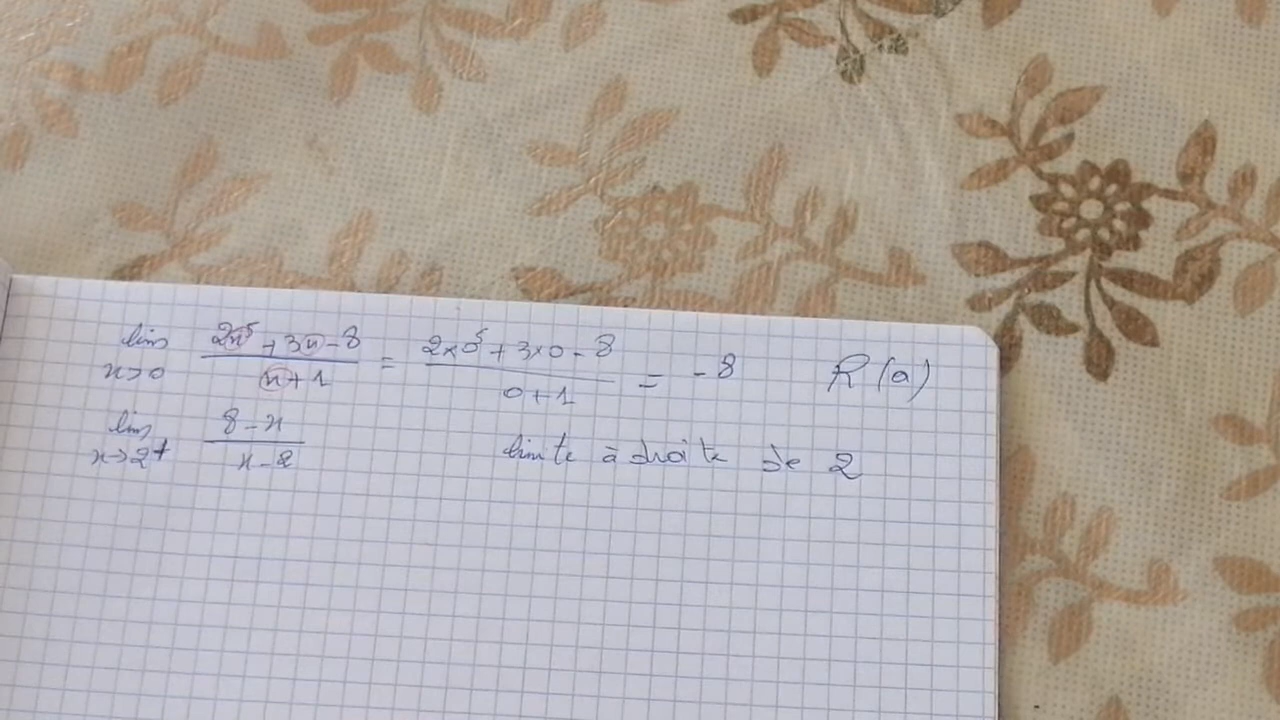 lim x→0 (2x⁵ + 3x - 8)/(x + 1) = (2×0⁵ + 3×0 - 8)/(0 + 1) = -8 R(a)
lim x→2+ (8 - x)/(x - 2) limite à droite de 2